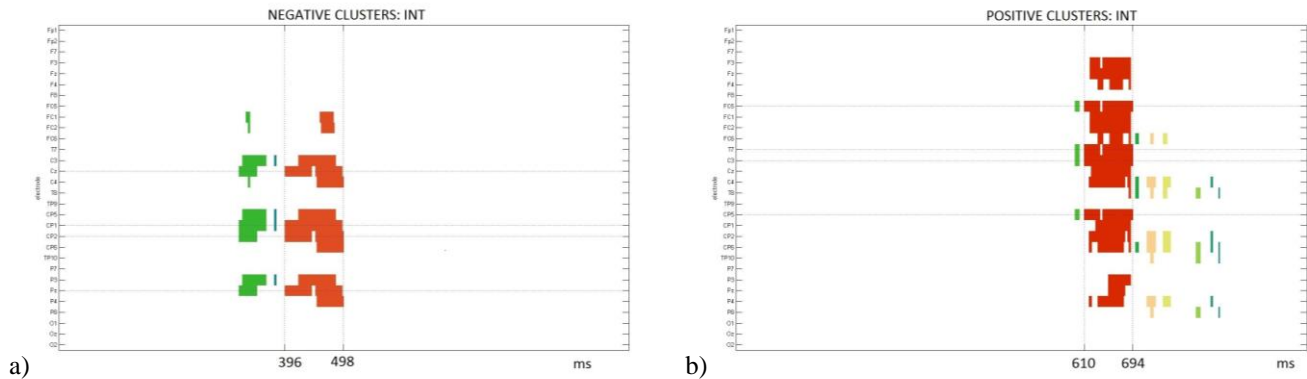 NEGATIVE CLUSTERS: INT
Fp1
Fp2
F7
F3
Fz
F4
F8
FC5
FC1
FC2
FC6
T7
C3
Cz
C4
T8
TP9
CP5
CP1
CP2
CP6
TP10
P7
P3
Pz
P4
P8
O1
Oz
O2
electrode
396
498
ms
a)
POSITIVE CLUSTERS: INT
Fp1
Fp2
F7
F3
Fz
F4
F8
FC5
FC1
FC2
FC6
T7
C3
Cz
C4
T8
TP9
CP5
CP1
CP2
CP6
TP10
P7
P3
Pz
P4
P8
O1
Oz
O2
electrode
610
694
ms
b)